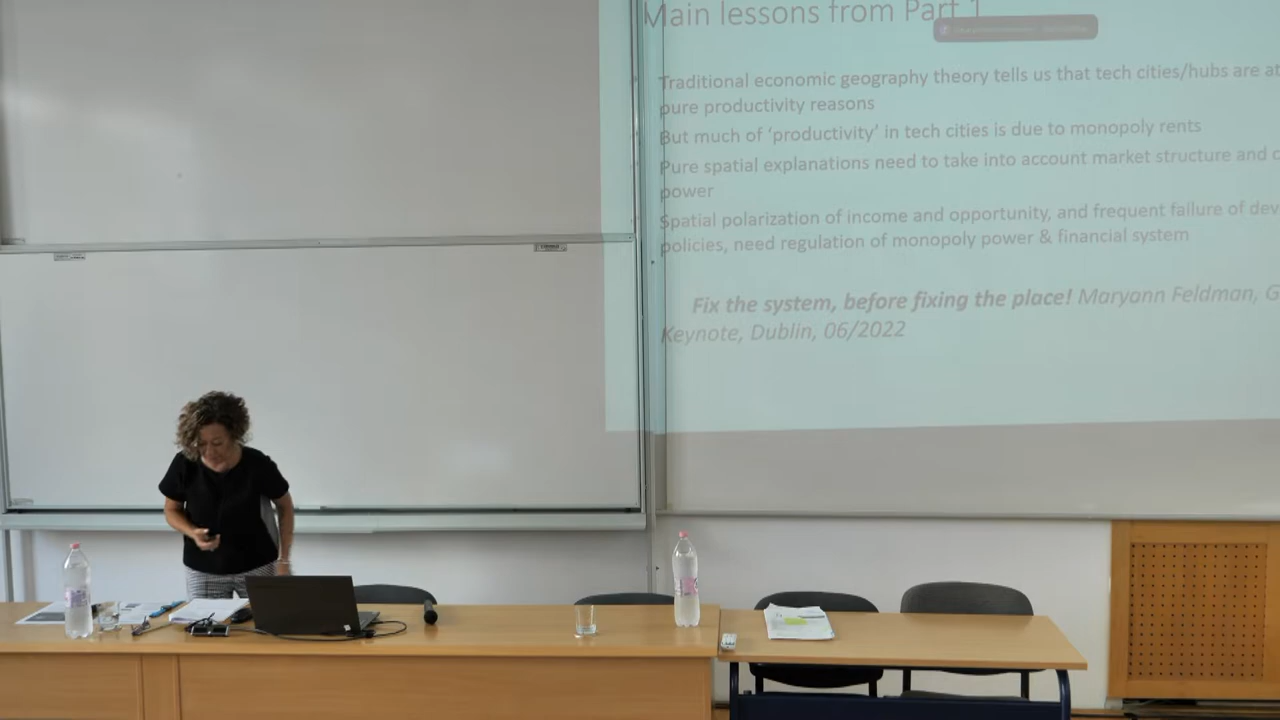 Main lessons from Part 1
Traditional economic geography theory tells us that tech cities/hubs are at
pure productivity reasons
But much of ‘productivity’ in tech cities is due to monopoly rents
Pure spatial explanations need to take into account market structure and
power
Spatial polarization of income and opportunity, and frequent failure of dev
policies, need regulation of monopoly power & financial system
Fix the system, before fixing the place! Maryann Feldman, G
Keynote, Dublin, 06/2022